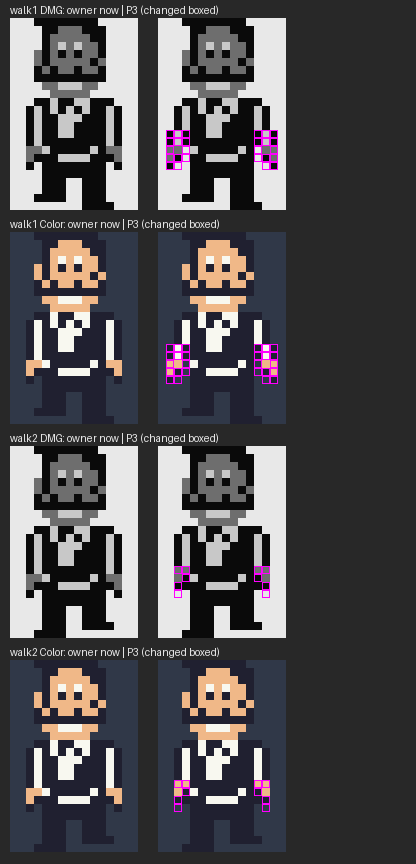 walk1 DMG: owner now | P3 (changed boxed)
walk1 Color: owner now | P3 (changed boxed)
walk2 DMG: owner now | P3 (changed boxed)
walk2 Color: owner now | P3 (changed boxed)